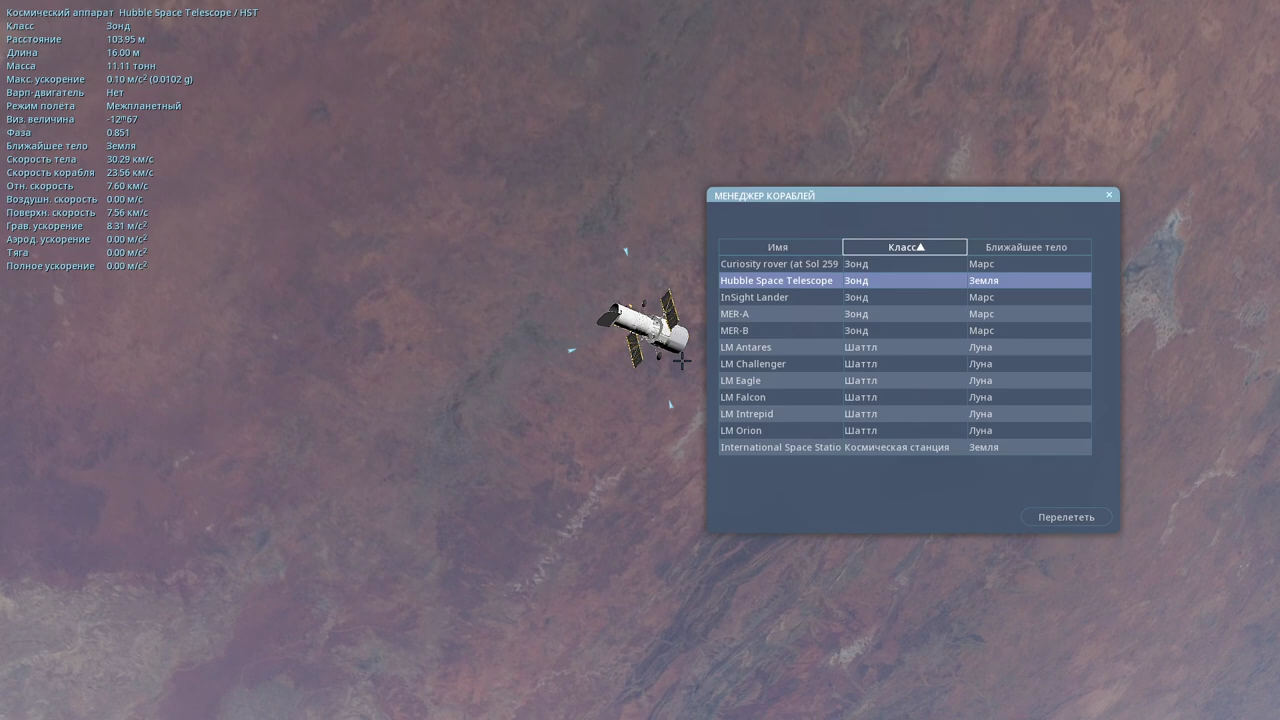 Космический аппарат Hubble Space Telescope / HST
Класс Зонд
Расстояние 103.95 м
Длина 16.00 м
Масса 11.11 тонн
Макс. ускорение 0.10 м/с² (0.0102 g)
Варп-двигатель Нет
Режим полёта Межпланетный
Виз. величина -12ᵐ67
Фаза 0.851
Ближайшее тело Земля
Скорость тела 30.29 км/с
Скорость корабля 23.56 км/с
Отн. скорость 7.60 км/с
Воздушн. скорость 0.00 м/с
Поверхн. скорость 7.56 км/с
Грав. ускорение 8.31 м/с²
Аэрод. ускорение 0.00 м/с²
Тяга 0.00 м/с²
Полное ускорение 0.00 м/с²
МЕНЕДЖЕР КОРАБЛЕЙ ×
Имя Класс▲ Ближайшее тело
Curiosity rover (at Sol 259 Зонд Марс
Hubble Space Telescope Зонд Земля
InSight Lander Зонд Марс
MER-A Зонд Марс
MER-B Зонд Марс
LM Antares Шаттл Луна
LM Challenger Шаттл Луна
LM Eagle Шаттл Луна
LM Falcon Шаттл Луна
LM Intrepid Шаттл Луна
LM Orion Шаттл Луна
International Space Statio Космическая станция Земля
Перелететь